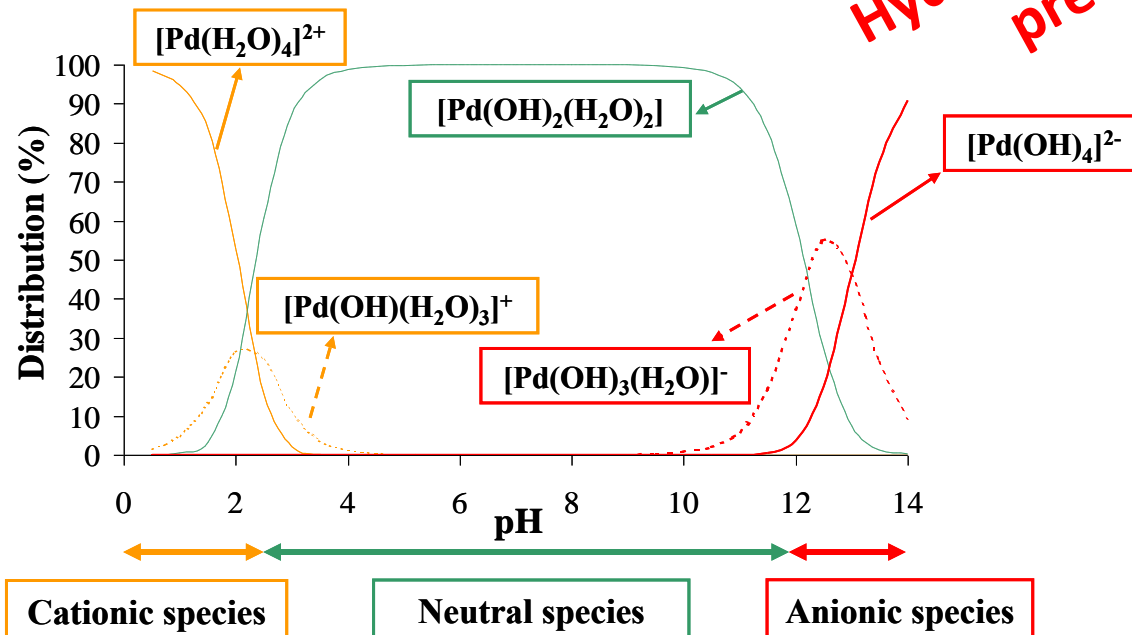 [Pd(H₂O)₄]²⁺
[Pd(OH)₂(H₂O)₂]
[Pd(OH)₄]²⁻
[Pd(OH)(H₂O)₃]⁺
[Pd(OH)₃(H₂O)]⁻
Distribution (%)
100
90
80
70
60
50
40
30
20
10
0
0 2 4 6 8 10 12 14
pH
Cationic species
Neutral species
Anionic species